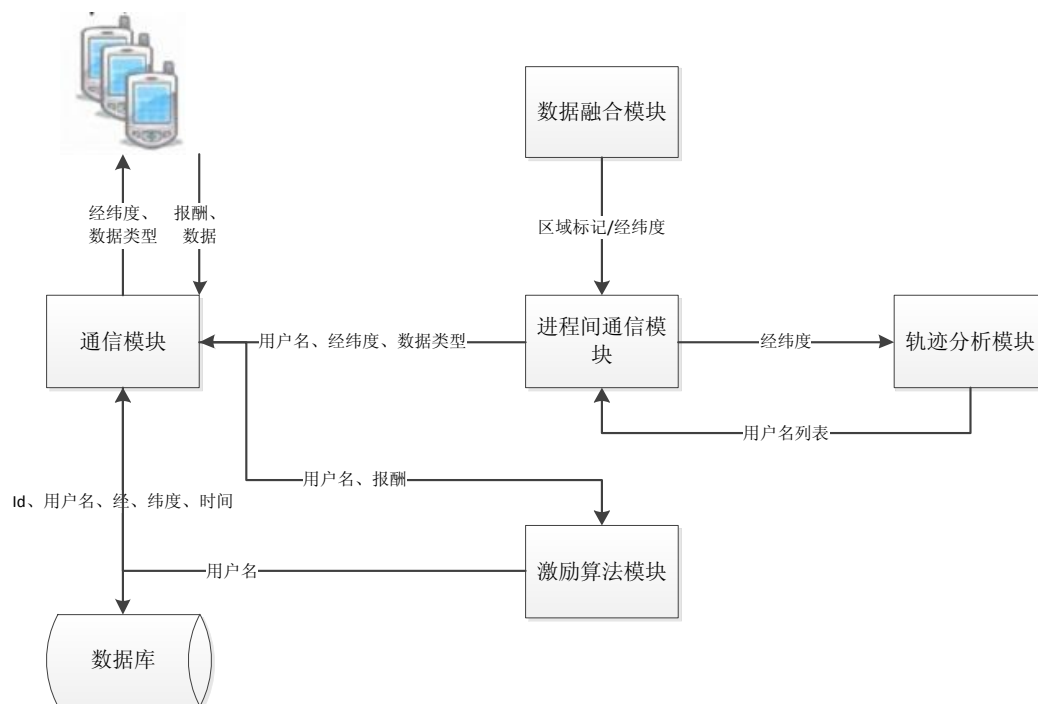 数据融合模块
经纬度、
数据类型
报酬、
数据
区域标记/经纬度
通信模块
用户名、经纬度、数据类型
进程间通信模
块
经纬度
轨迹分析模块
用户名列表
用户名、报酬
Id、用户名、经、纬度、时间
用户名
激励算法模块
数据库